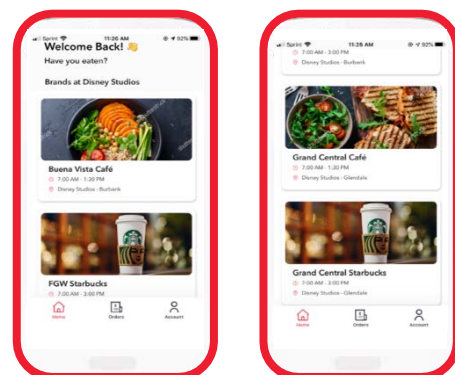 Sprint
11:26 AM
92%
Welcome Back! 👋
Have you eaten?
Brands at Disney Studios
Buena Vista Café
7:00 AM - 1:30 PM
Disney Studios - Burbank
FGW Starbucks
7:00 AM - 3:00 PM
Home
Orders
Account
Sprint
11:26 AM
92%
7:00 AM - 3:00 PM
Disney Studios - Burbank
Grand Central Café
7:00 AM - 1:30 PM
Disney Studios - Glendale
Grand Central Starbucks
7:00 AM - 3:00 PM
Disney Studios - Glendale
Home
Orders
Account